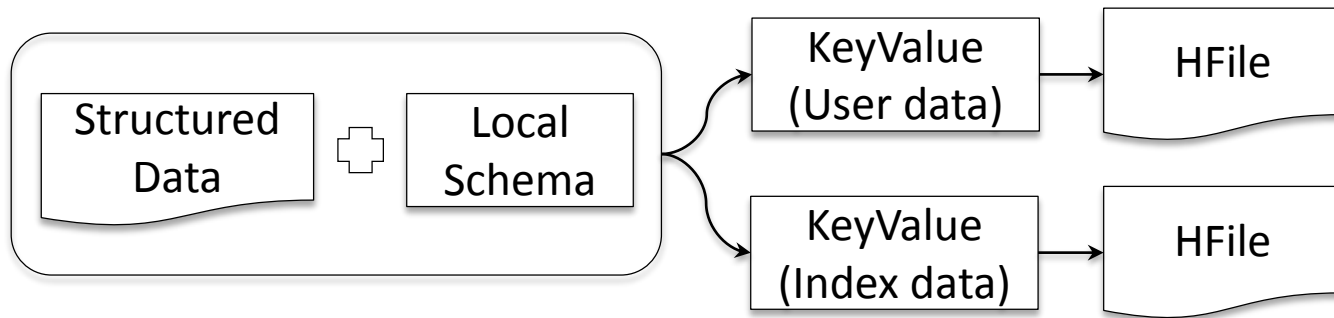 Structured
Data
Local
Schema
KeyValue
(User data)
HFile
KeyValue
(Index data)
HFile